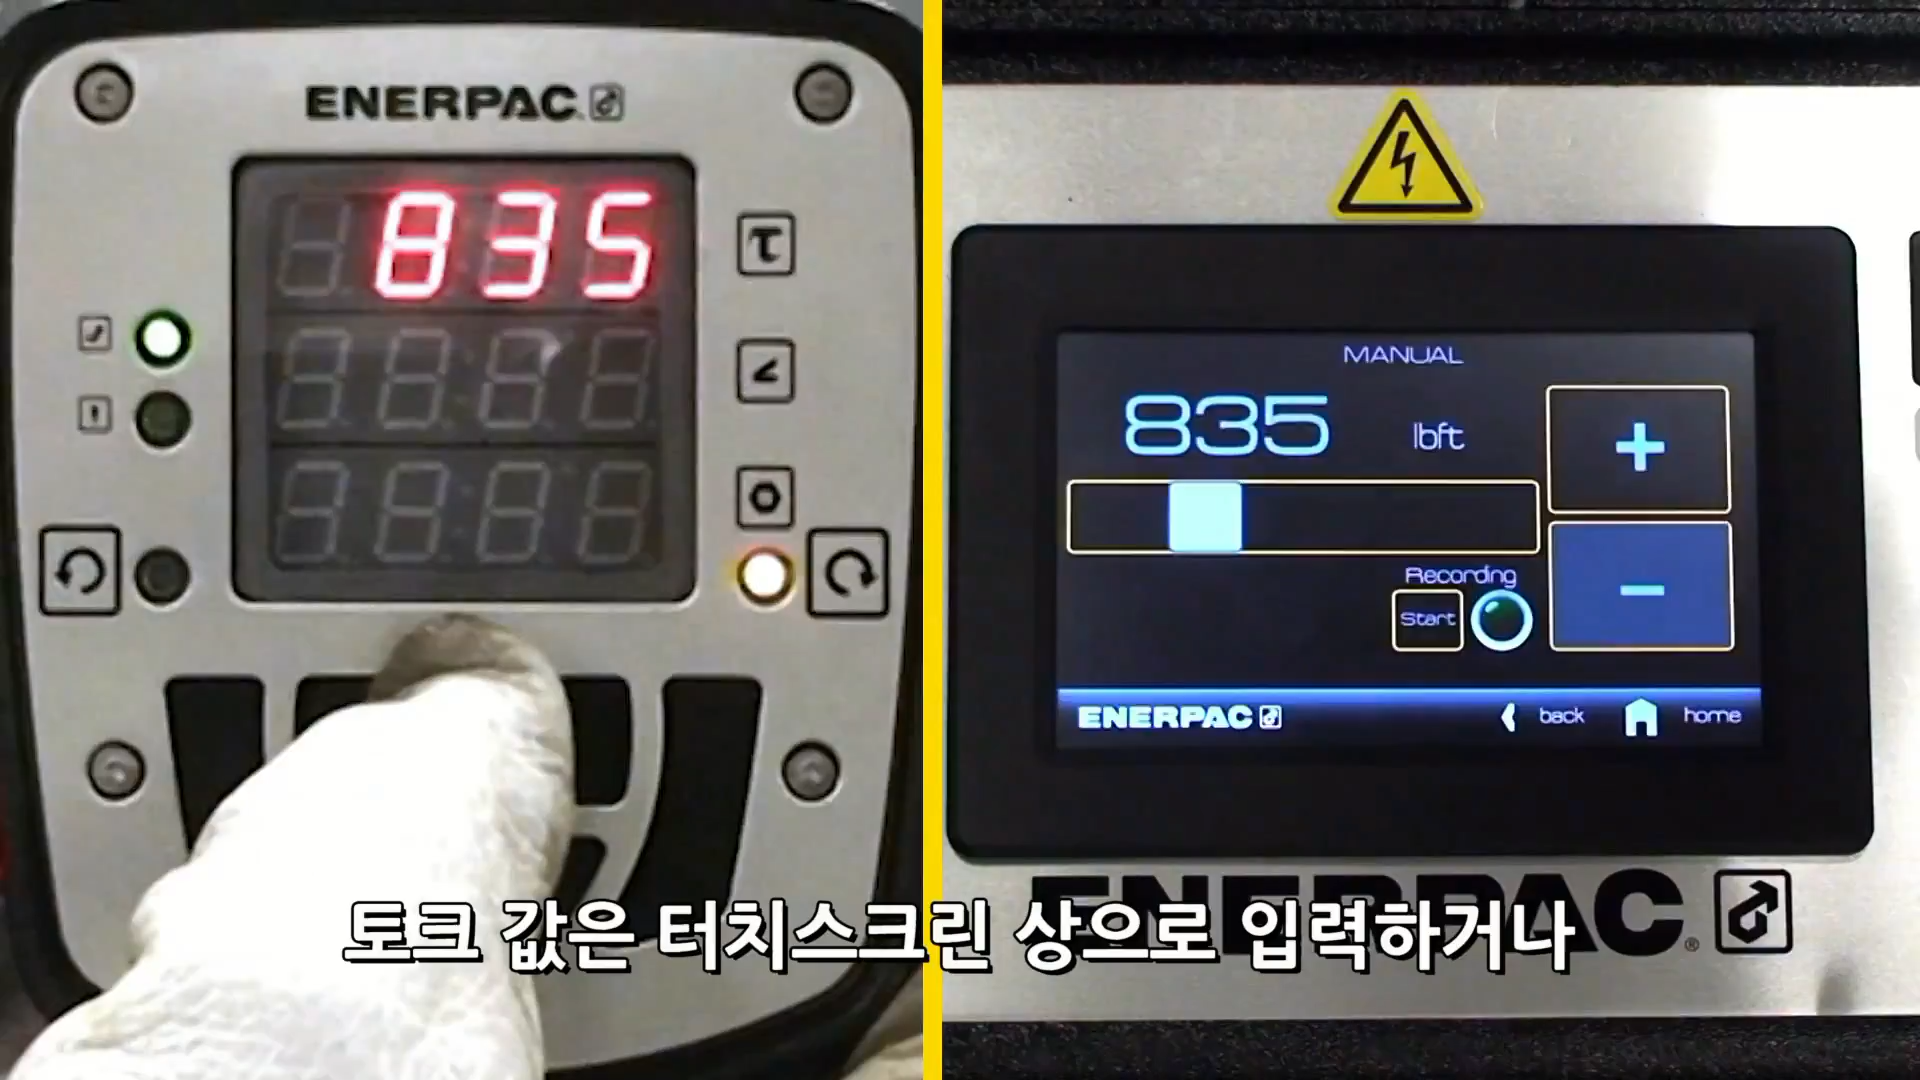 ENERPAC
835
τ
MANUAL
835 lbft
+
Recording
Start
−
ENERPAC
back
home
ENERPAC®
토크 값은 터치스크린 상으로 입력하거나